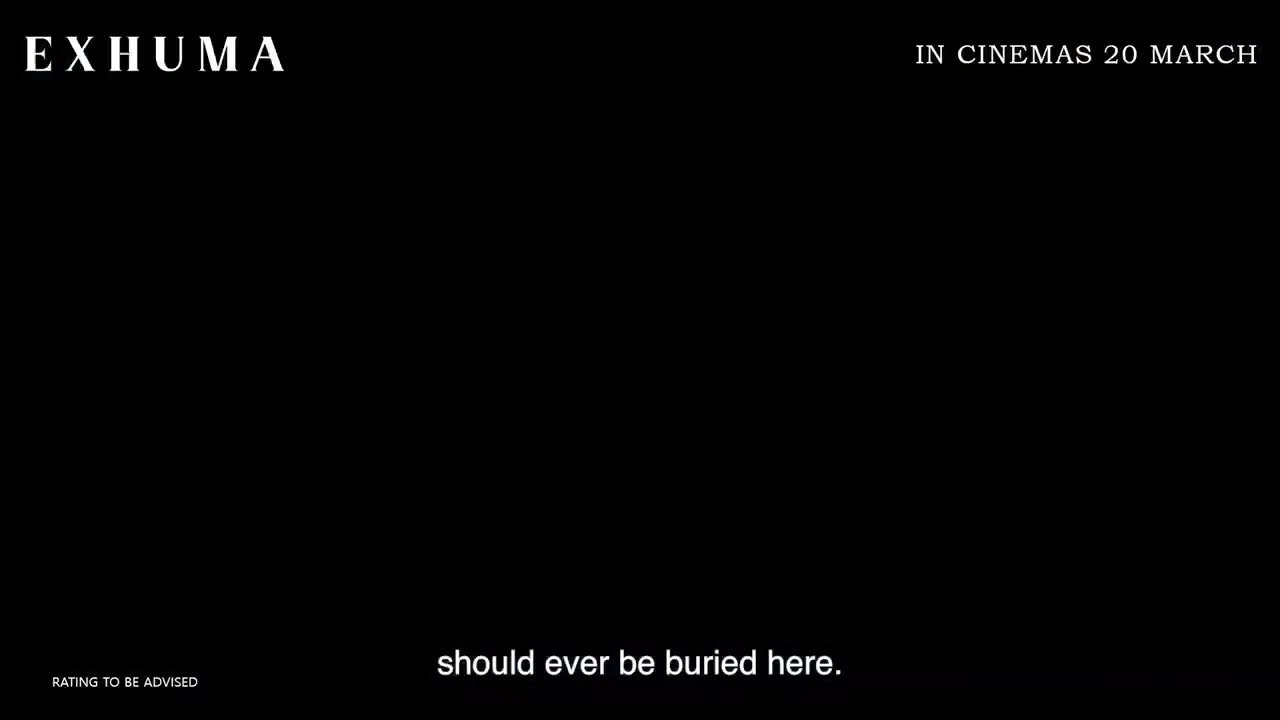 EXHUMA
IN CINEMAS 20 MARCH
should ever be buried here.
RATING TO BE ADVISED